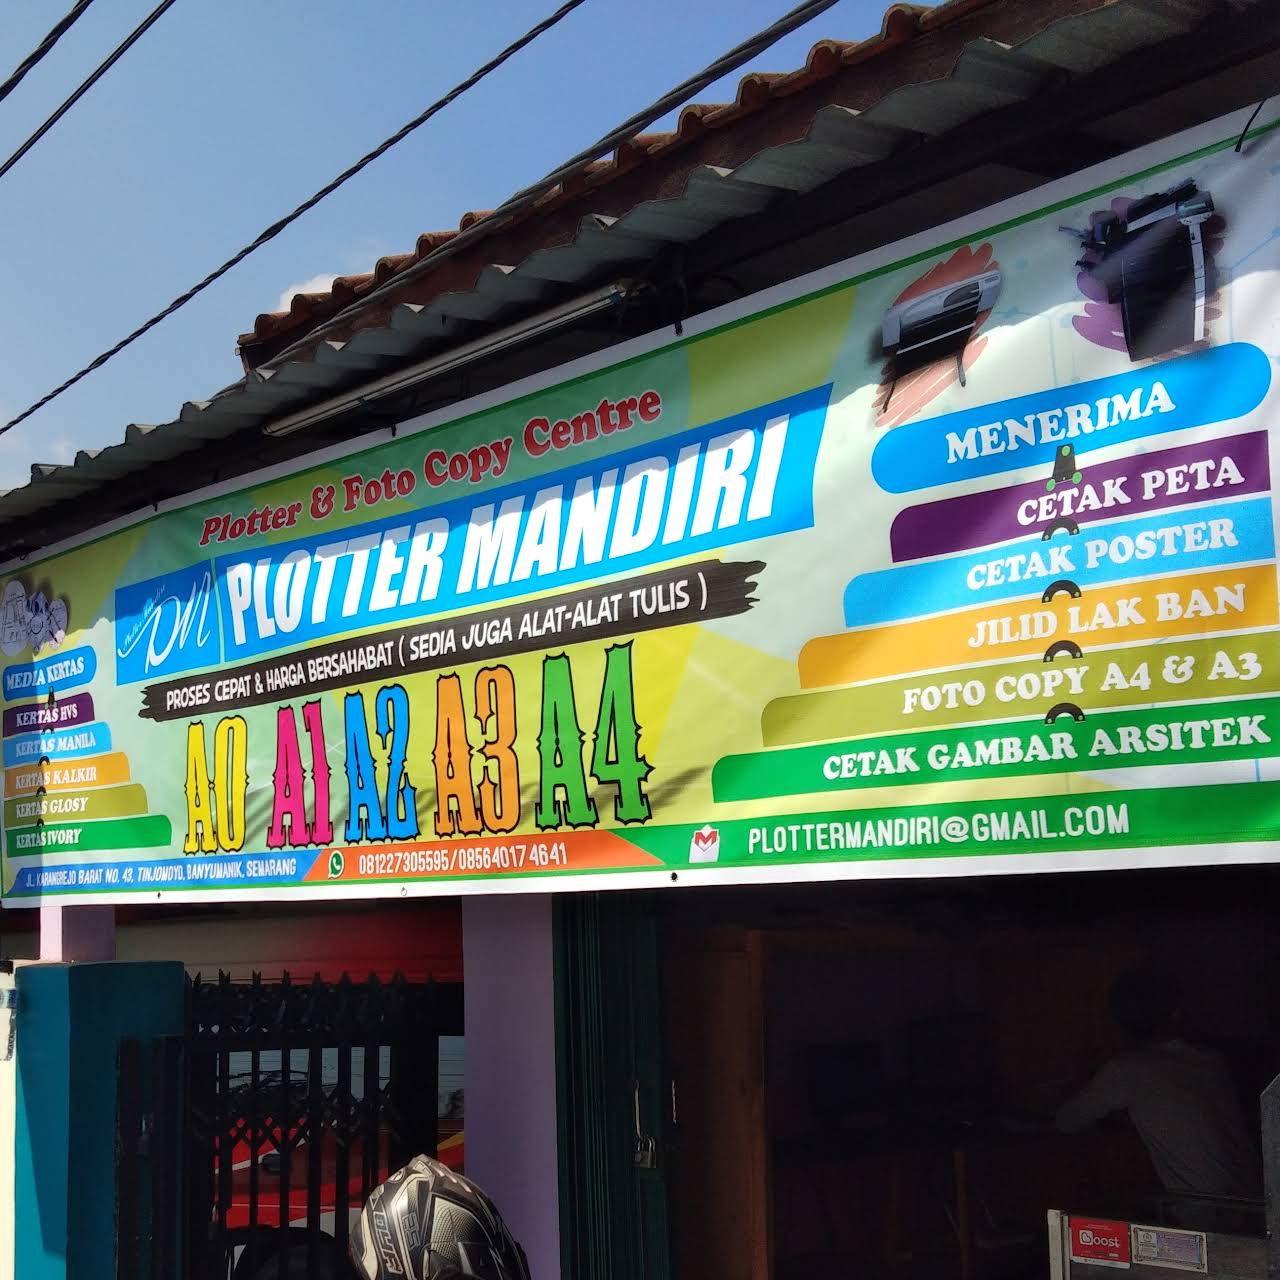 Plotter & Foto Copy Centre
PM
PLOTTER MANDIRI
PROSES CEPAT & HARGA BERSAHABAT ( SEDIA JUGA ALAT-ALAT TULIS )
A0 A1 A2 A3 A4
MEDIA KERTAS
KERTAS HVS
KERTAS MANILA
KERTAS KALKIR
KERTAS GLOSY
KERTAS IVORY
MENERIMA
CETAK PETA
CETAK POSTER
JILID LAK BAN
FOTO COPY A4 & A3
CETAK GAMBAR ARSITEK
JL. KARANGREJO BARAT NO. 43, TINJOMOYO, BANYUMANIK, SEMARANG
081227305595/085640174641
PLOTTERMANDIRI@GMAIL.COM